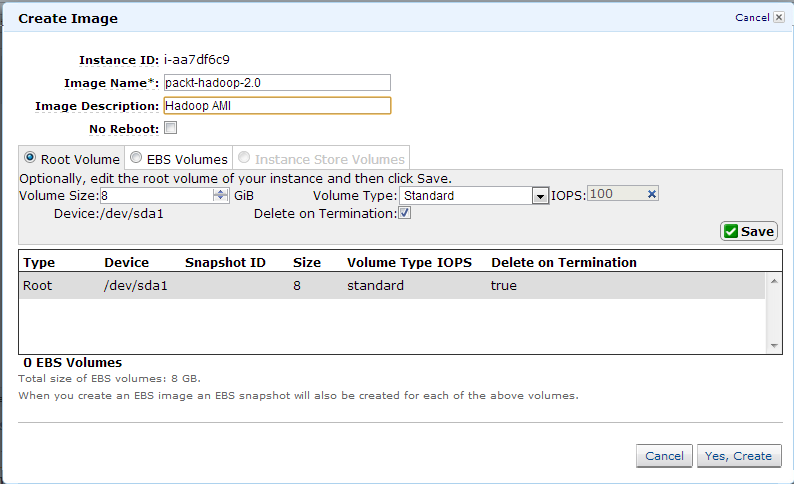 Create Image
Cancel
Instance ID: i-aa7df6c9
Image Name*: packt-hadoop-2.0
Image Description: Hadoop AMI
No Reboot:
Root Volume EBS Volumes Instance Store Volumes
Optionally, edit the root volume of your instance and then click Save.
Volume Size: 8 GiB Volume Type: Standard IOPS: 100
Device:/dev/sda1 Delete on Termination:
Save
Type Device Snapshot ID Size Volume Type IOPS Delete on Termination
Root /dev/sda1 8 standard true
0 EBS Volumes
Total size of EBS volumes: 8 GB.
When you create an EBS image an EBS snapshot will also be created for each of the above volumes.
Cancel Yes, Create